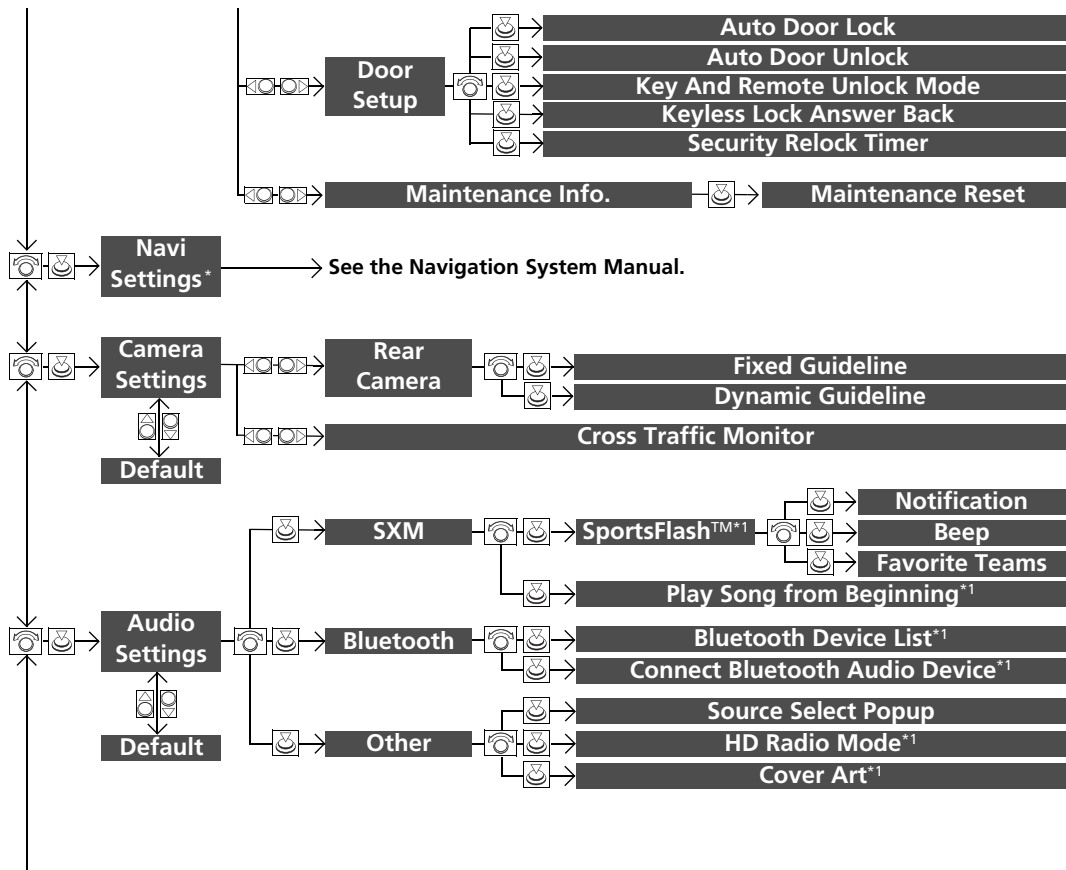 Auto Door Lock
Auto Door Unlock
Door
Setup
Key And Remote Unlock Mode
Keyless Lock Answer Back
Security Relock Timer
Maintenance Info.
Maintenance Reset
Navi
Settings*
See the Navigation System Manual.
Camera
Settings
Rear
Camera
Fixed Guideline
Dynamic Guideline
Cross Traffic Monitor
Default
SXM
SportsFlash™*1
Notification
Beep
Favorite Teams
Play Song from Beginning*1
Audio
Settings
Bluetooth
Bluetooth Device List*1
Connect Bluetooth Audio Device*1
Default
Other
Source Select Popup
HD Radio Mode*1
Cover Art*1